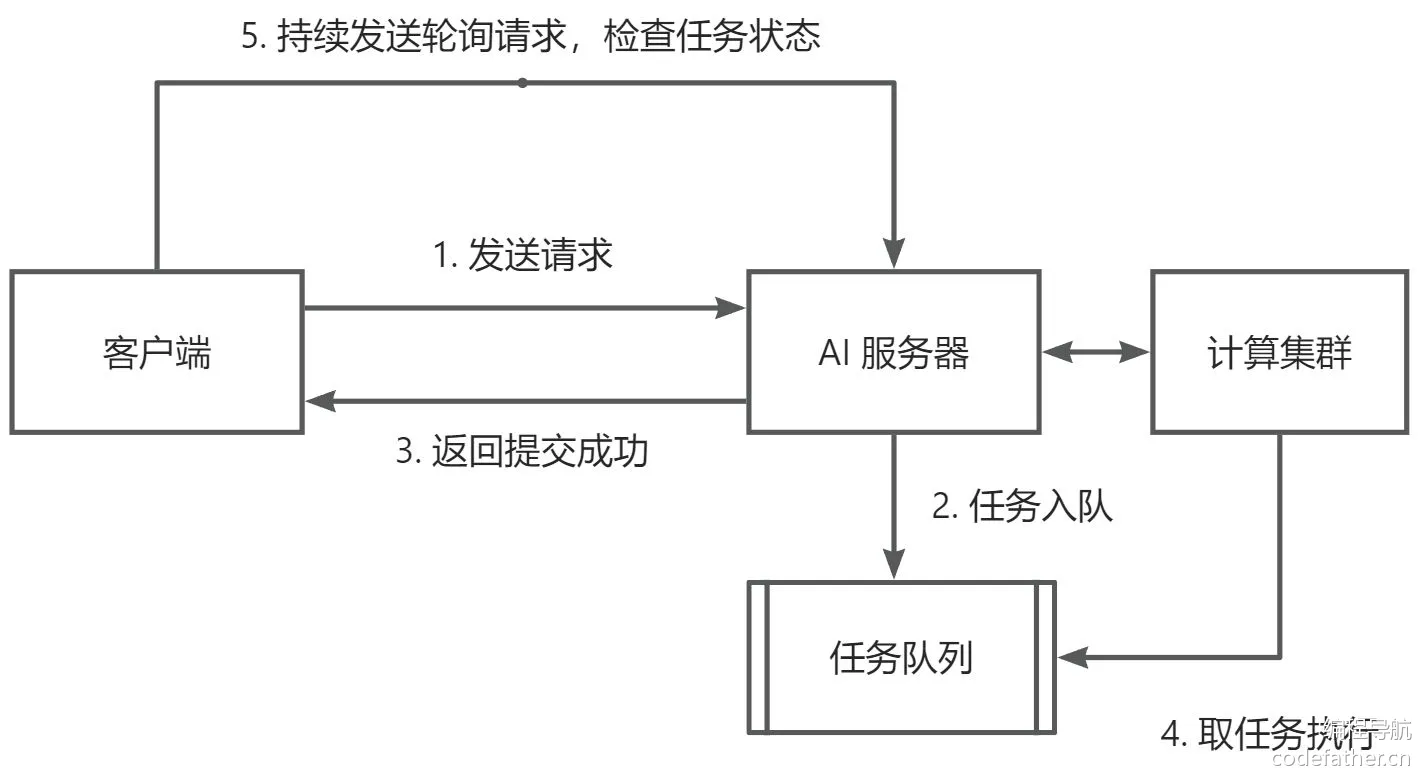 5. 持续发送轮询请求，检查任务状态
1. 发送请求
客户端
AI 服务器
计算集群
3. 返回提交成功
2. 任务入队
任务队列
4. 取任务执行
编程导航
codefather.cn